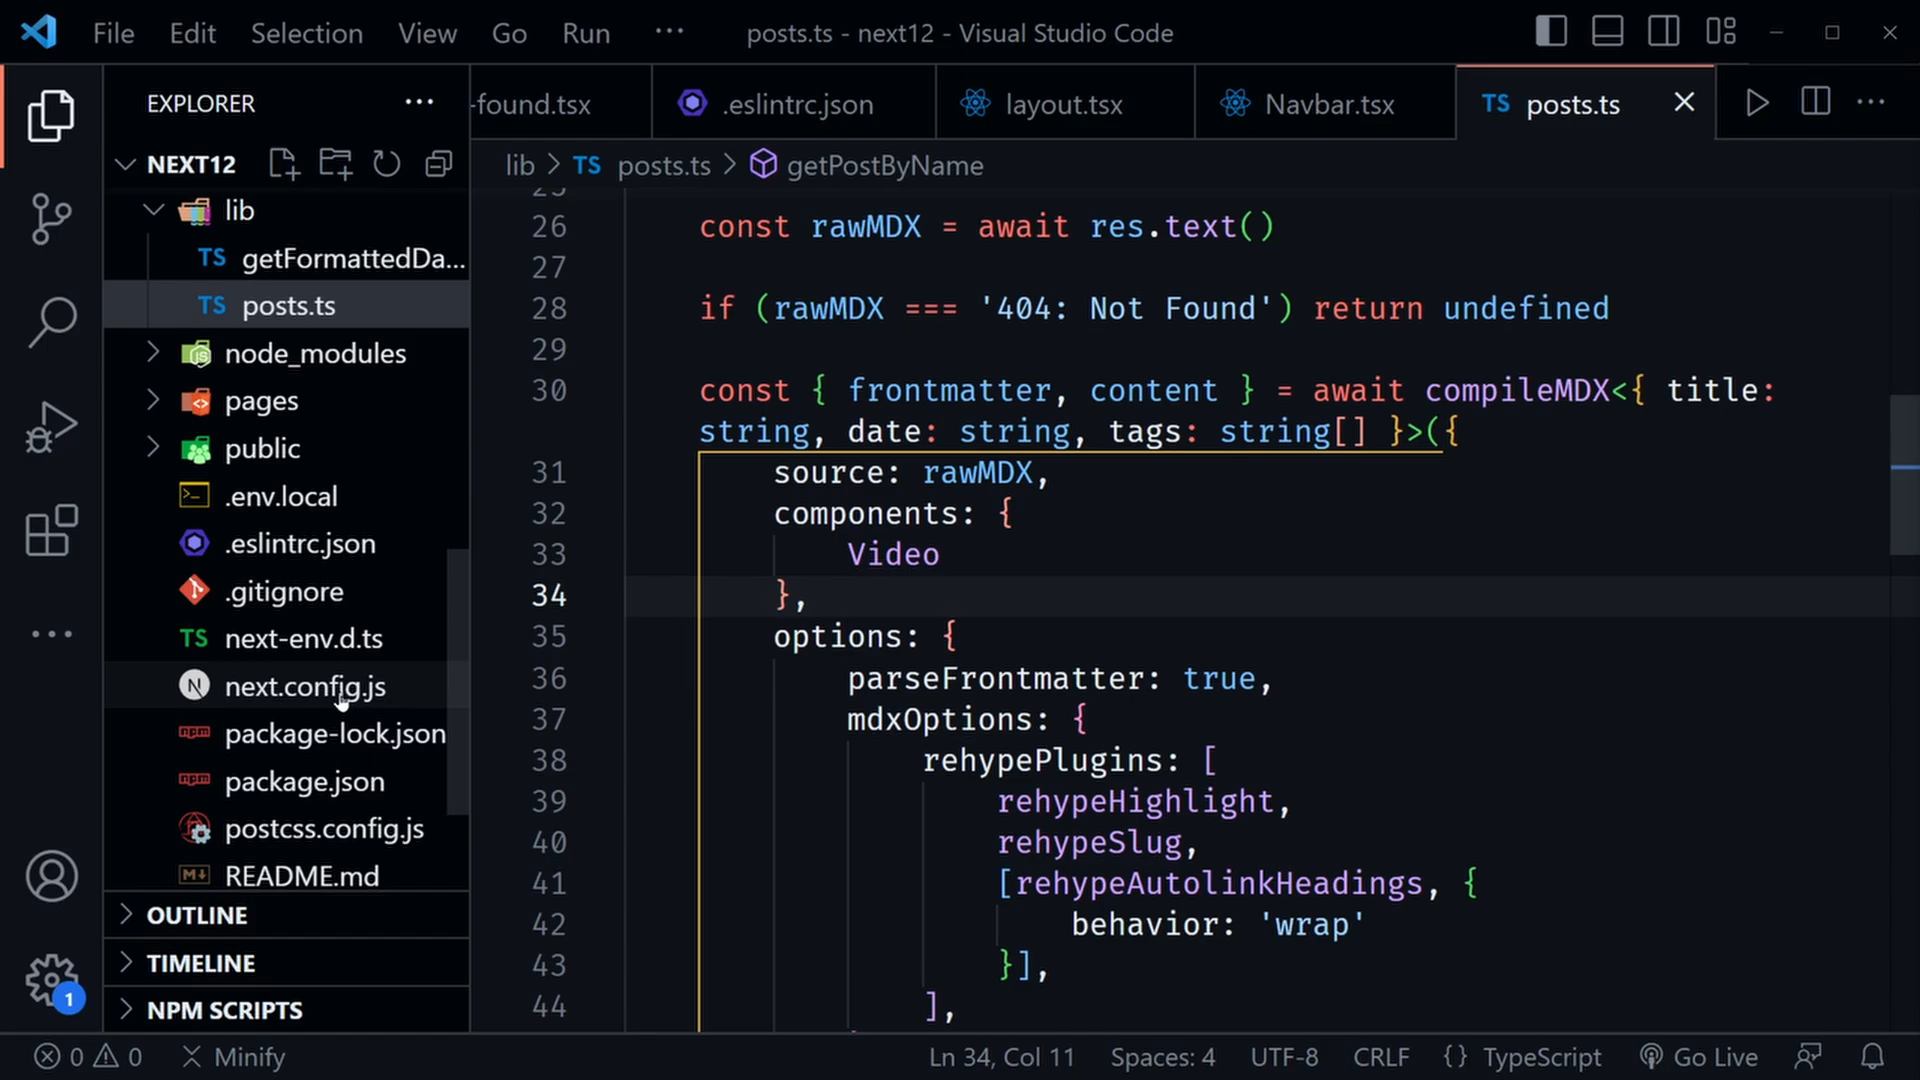 File Edit Selection View Go Run ··· posts.ts - next12 - Visual Studio Code
EXPLORER ···
-found.tsx .eslintrc.json layout.tsx Navbar.tsx TS posts.ts
NEXT12
lib > TS posts.ts > getPostByName
lib
TS getFormattedDa...
TS posts.ts
node_modules
pages
public
.env.local
.eslintrc.json
.gitignore
TS next-env.d.ts
N next.config.js
npm package-lock.json
npm package.json
postcss.config.js
README.md
OUTLINE
TIMELINE
NPM SCRIPTS
1
25
26 const rawMDX = await res.text()
27
28 if (rawMDX === '404: Not Found') return undefined
29
30 const { frontmatter, content } = await compileMDX<{ title:
string, date: string, tags: string[] }>({
31 source: rawMDX,
32 components: {
33 Video
34 },
35 options: {
36 parseFrontmatter: true,
37 mdxOptions: {
38 rehypePlugins: [
39 rehypeHighlight,
40 rehypeSlug,
41 [rehypeAutolinkHeadings, {
42 behavior: 'wrap'
43 }],
44 ],
0 0 Minify Ln 34, Col 11 Spaces: 4 UTF-8 CRLF {} TypeScript Go Live